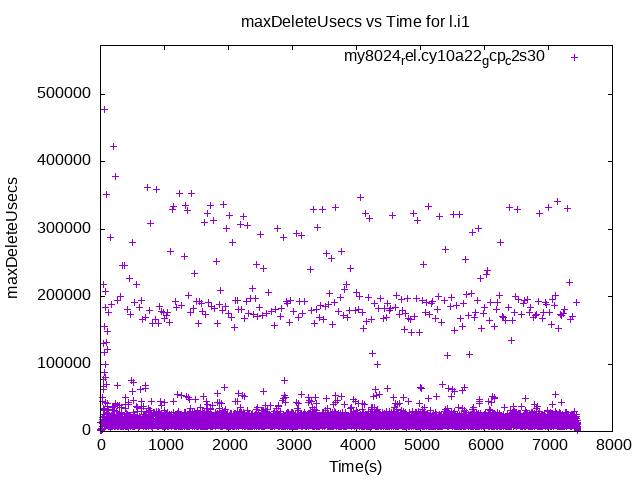 maxDeleteUsecs vs Time for l.i1
my8024rel.cy10a22gcpc2s30
500000
400000
300000
200000
100000
0
maxDeleteUsecs
0 1000 2000 3000 4000 5000 6000 7000 8000
Time(s)